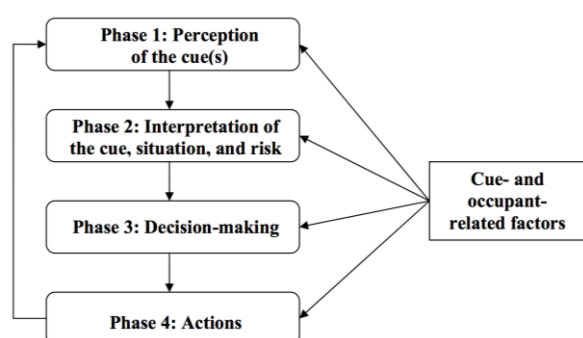 Phase 1: Perception
of the cue(s)
Phase 2: Interpretation of
the cue, situation, and risk
Phase 3: Decision-making
Phase 4: Actions
Cue- and
occupant-
related factors